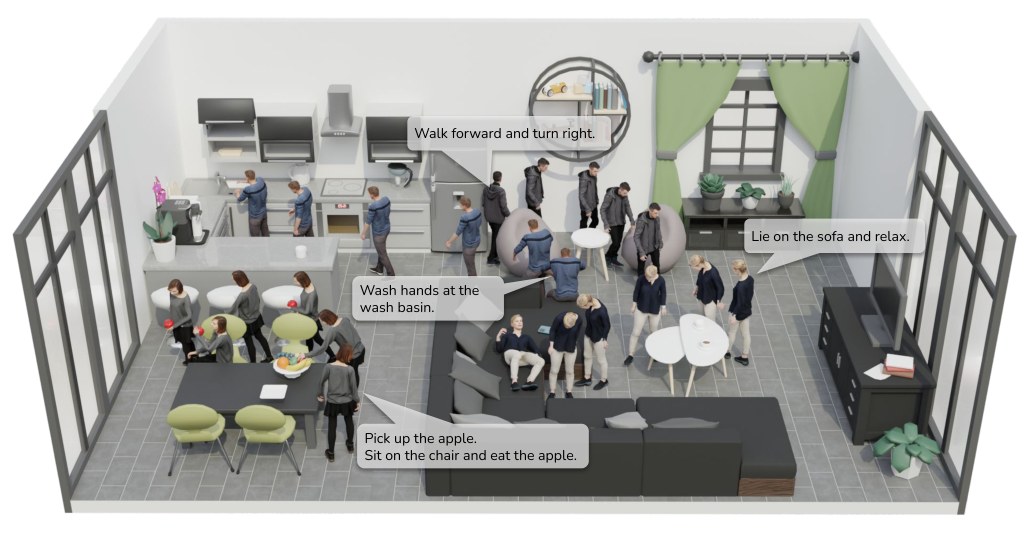 Walk forward and turn right.
Lie on the sofa and relax.
Wash hands at the
wash basin.
Pick up the apple.
Sit on the chair and eat the apple.